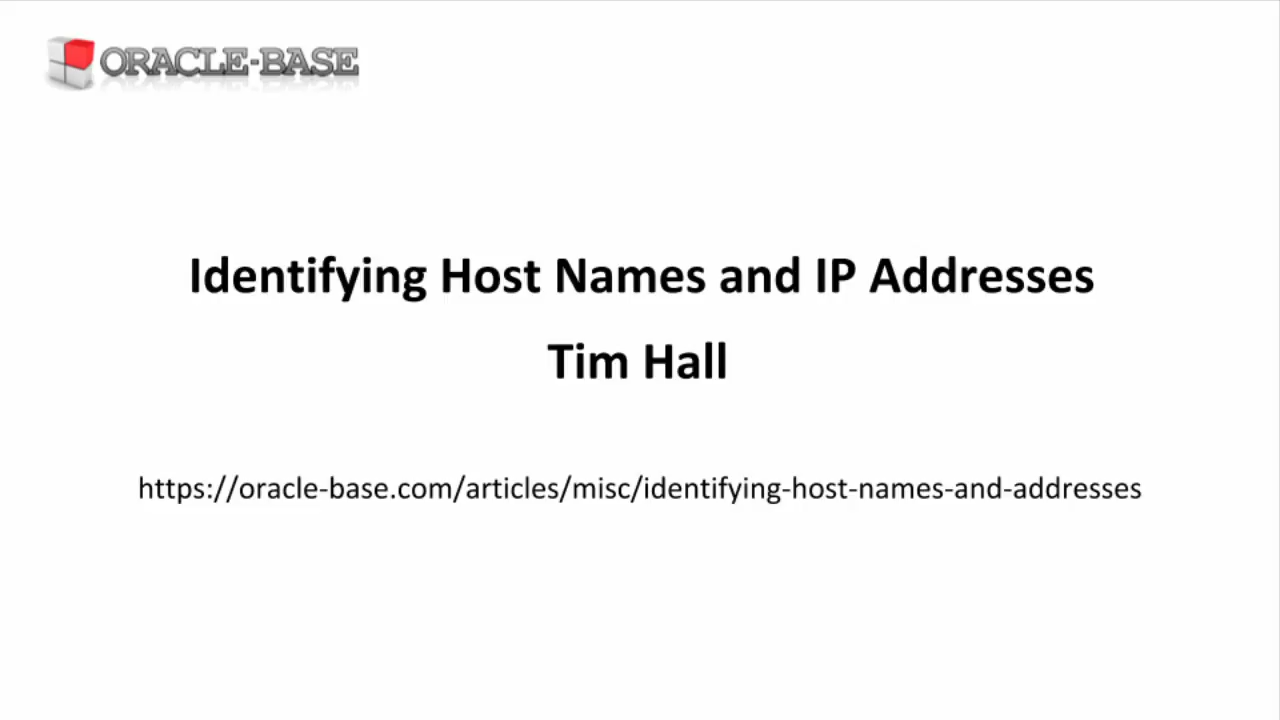 ORACLE-BASE
Identifying Host Names and IP Addresses
Tim Hall
https://oracle-base.com/articles/misc/identifying-host-names-and-addresses